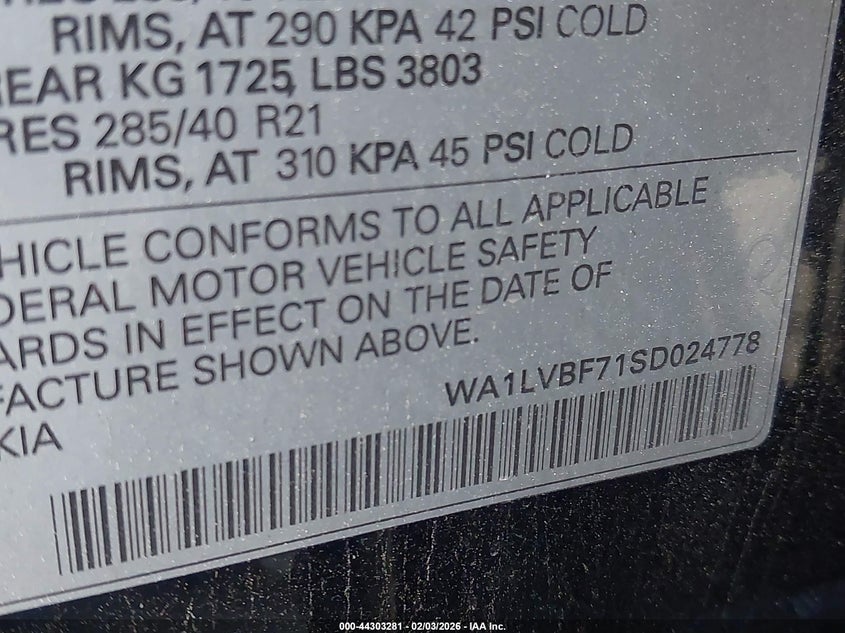 RIMS, AT 290 KPA 42 PSI COLD
REAR KG 1725, LBS 3803
RES 285/40 R21
RIMS, AT 310 KPA 45 PSI COLD
HICLE CONFORMS TO ALL APPLICABLE
DERAL MOTOR VEHICLE SAFETY
ARDS IN EFFECT ON THE DATE OF
FACTURE SHOWN ABOVE.
WA1LVBF71SD024778
KIA
000-44303281 - 02/03/2026 - IAA Inc.